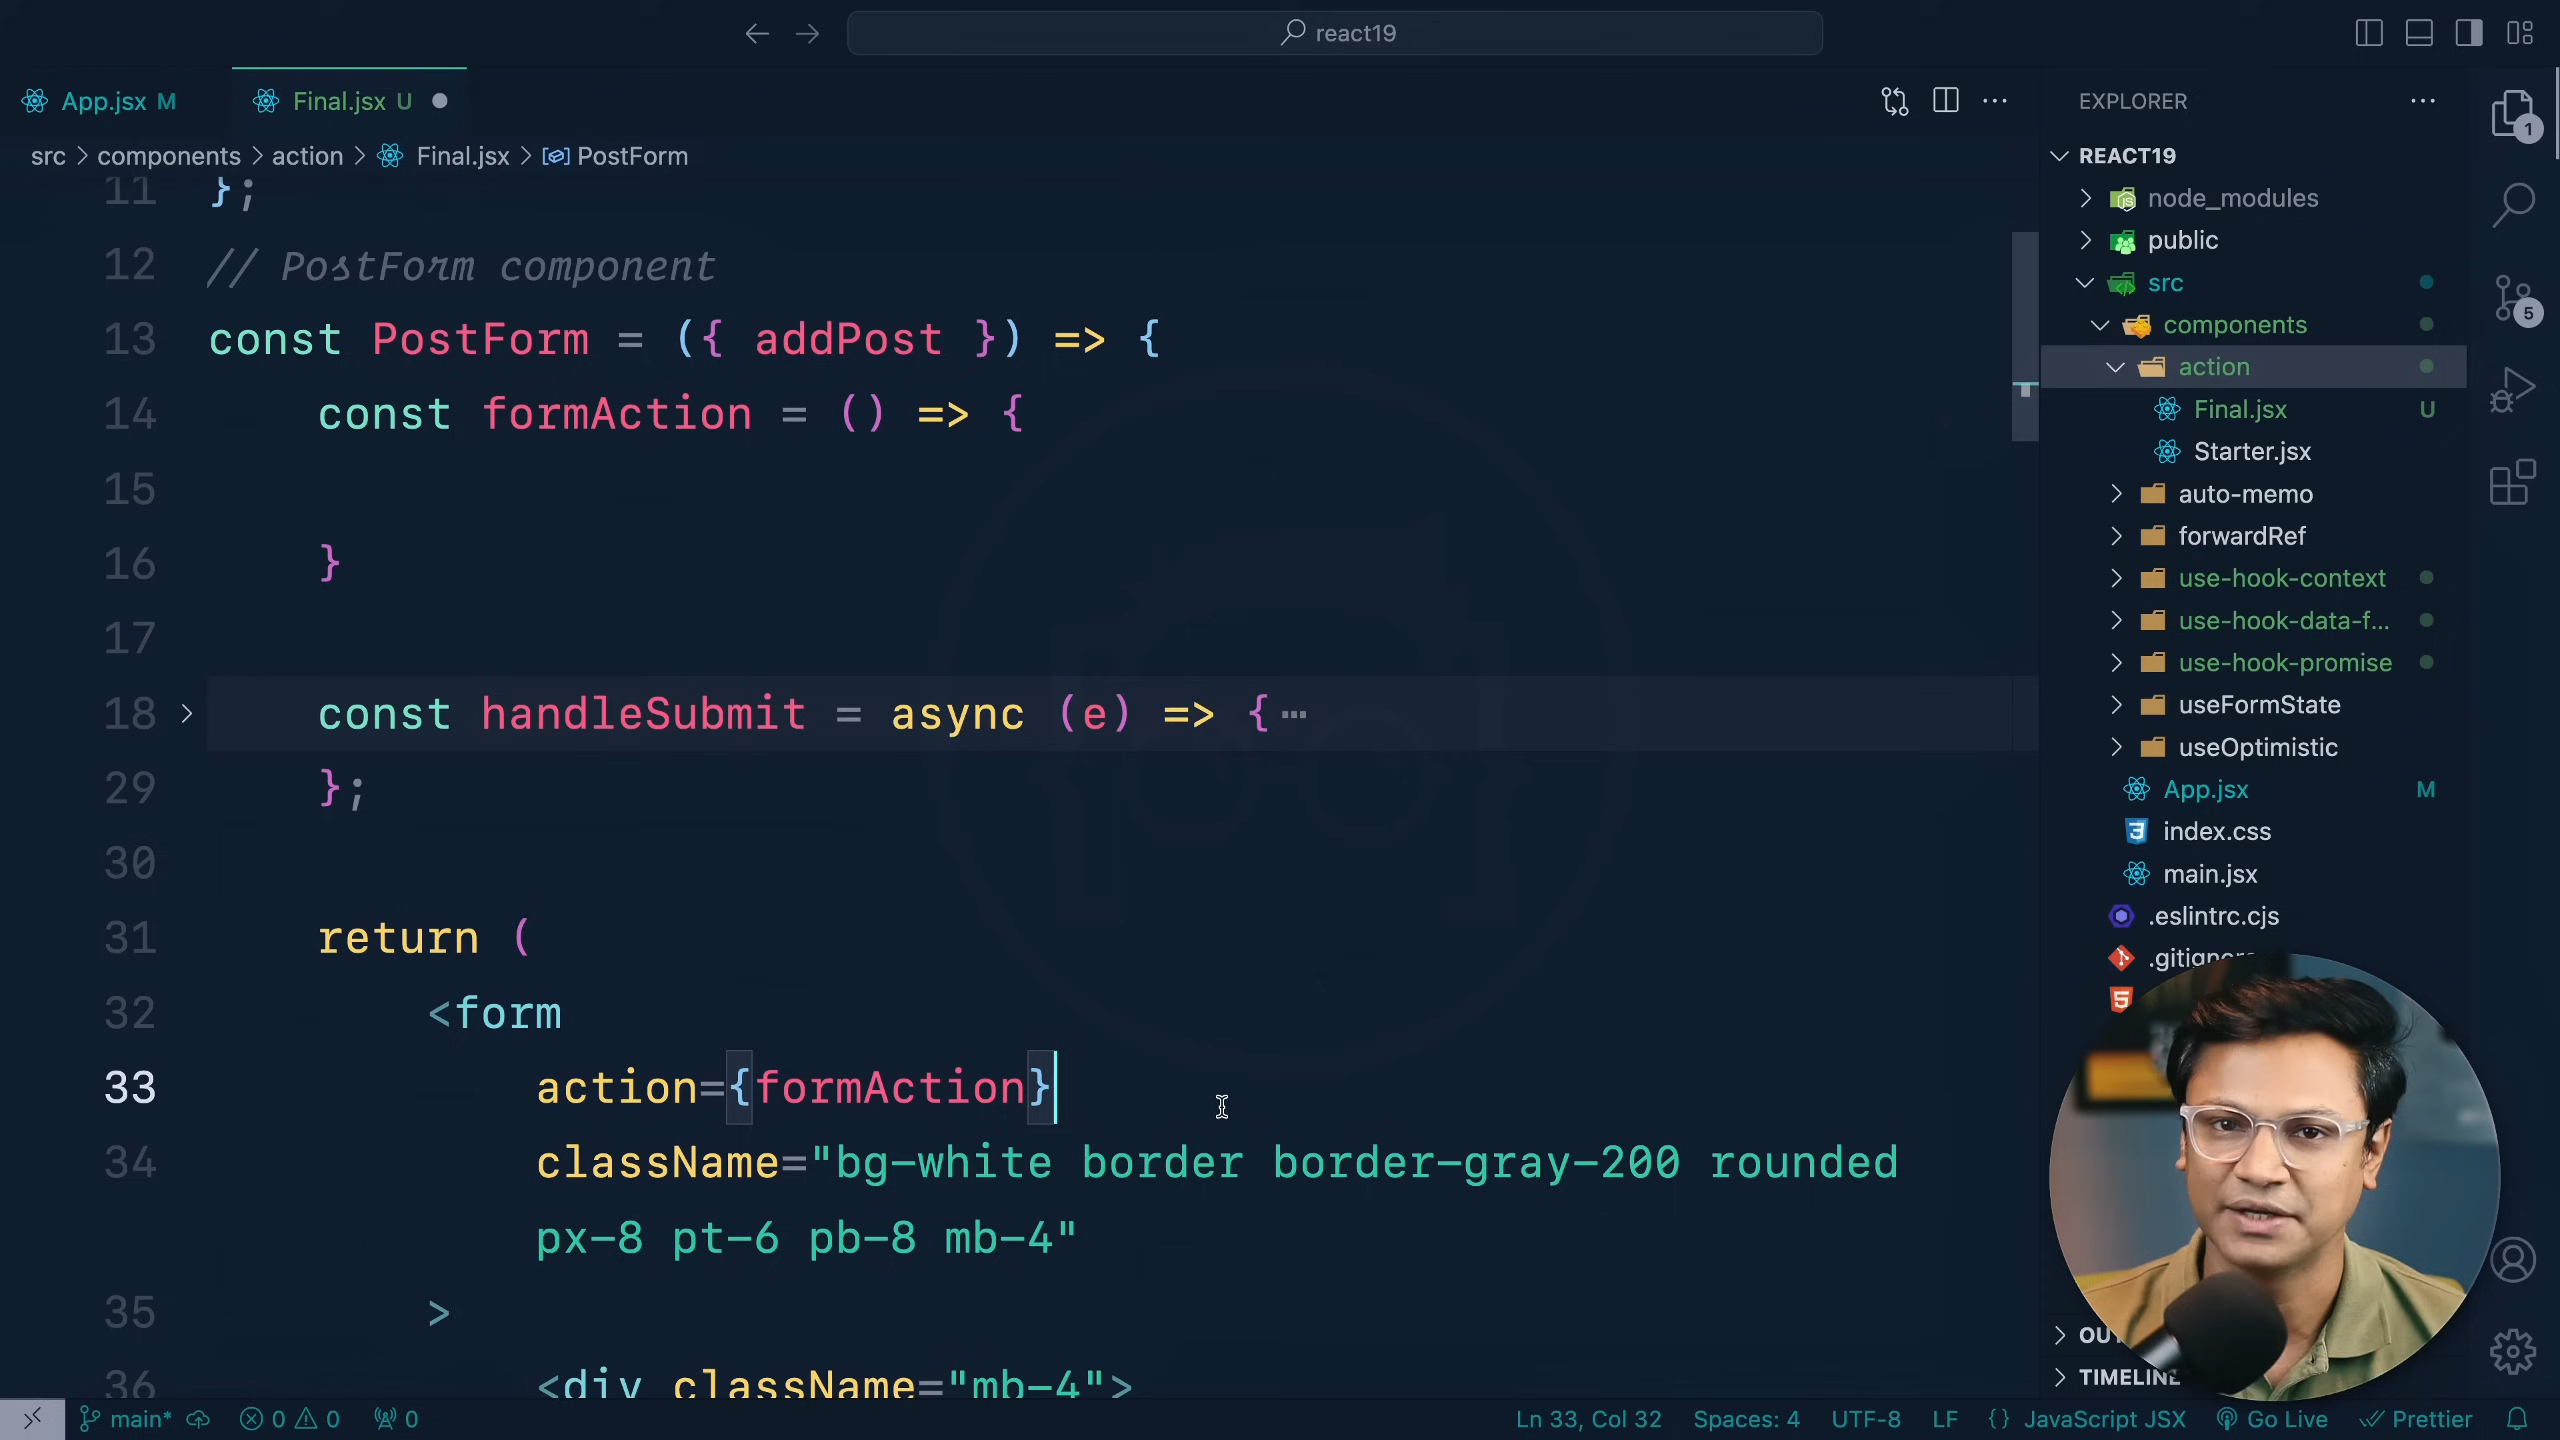 react19
App.jsx M
Final.jsx U
src > components > action > Final.jsx > PostForm
11 };
12 // PostForm component
13 const PostForm = ({ addPost }) => {
14 const formAction = () => {
15
16 }
17
18 const handleSubmit = async (e) => {…
29 };
30
31 return (
32 <form
33 action={formAction}
34 className="bg-white border border-gray-200 rounded
px-8 pt-6 pb-8 mb-4"
35 >
36 <div className="mb-4">
EXPLORER
REACT19
node_modules
public
src
components
action
Final.jsx U
Starter.jsx
auto-memo
forwardRef
use-hook-context
use-hook-data-f...
use-hook-promise
useFormState
useOptimistic
App.jsx M
index.css
main.jsx
.eslintrc.cjs
TIMELINE
1
5
main* 0 0 0
Ln 33, Col 32 Spaces: 4 UTF-8 LF {} JavaScript JSX Go Live Prettier